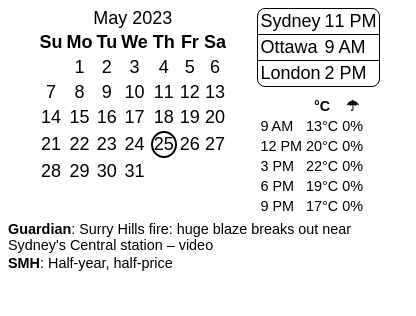 May 2023
Su Mo Tu We Th Fr Sa
1 2 3 4 5 6
7 8 9 10 11 12 13
14 15 16 17 18 19 20
21 22 23 24 25 26 27
28 29 30 31
Sydney 11 PM
Ottawa 9 AM
London 2 PM
°C ☂
9 AM 13°C 0%
12 PM 20°C 0%
3 PM 22°C 0%
6 PM 19°C 0%
9 PM 17°C 0%
Guardian: Surry Hills fire: huge blaze breaks out near
Sydney's Central station – video
SMH: Half-year, half-price